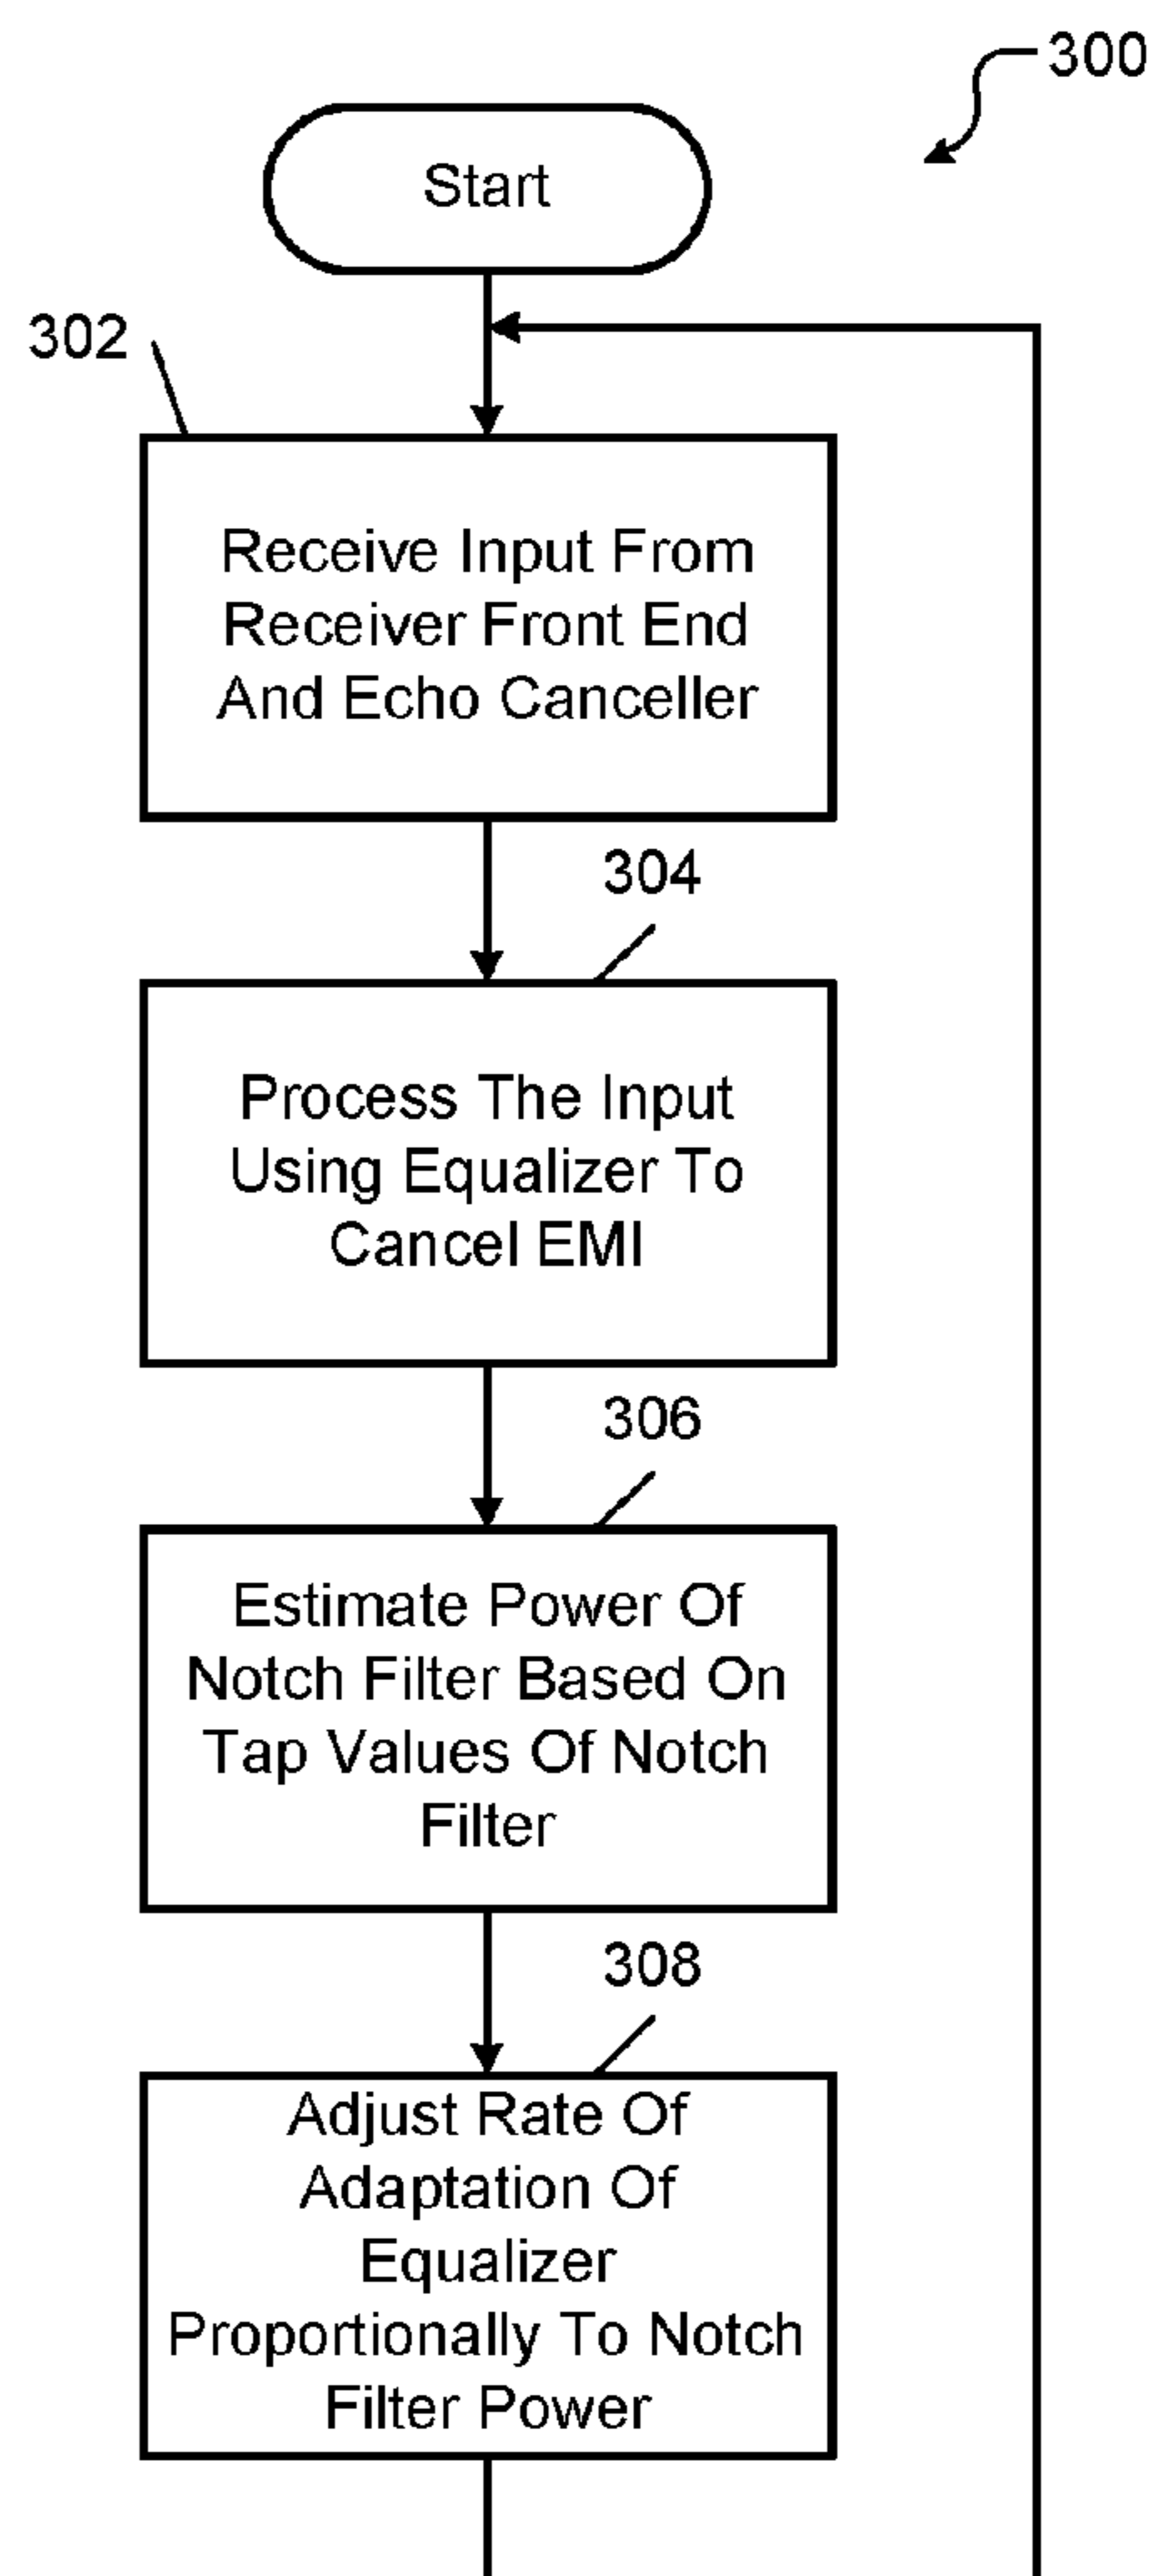 300
Start
302
Receive Input From
Receiver Front End
And Echo Canceller
304
Process The Input
Using Equalizer To
Cancel EMI
306
Estimate Power Of
Notch Filter Based On
Tap Values Of Notch
Filter
308
Adjust Rate Of
Adaptation Of
Equalizer
Proportionally To Notch
Filter Power